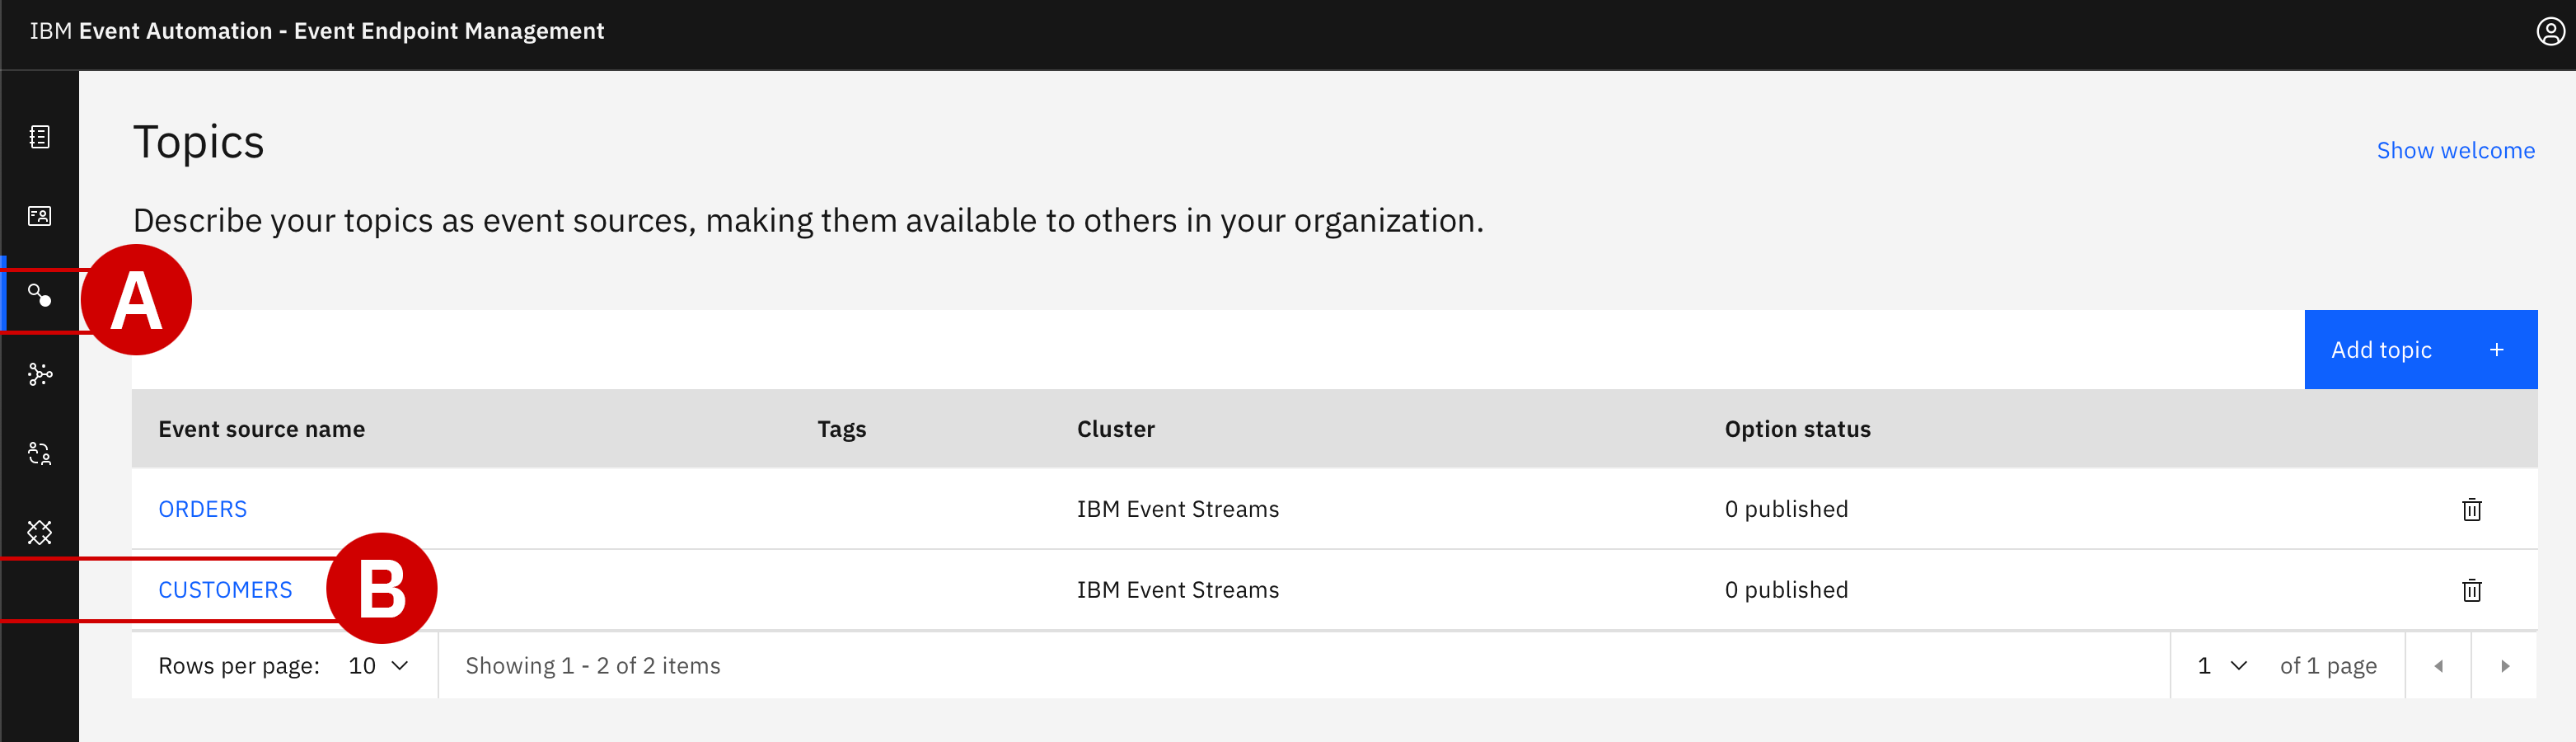 IBM Event Automation - Event Endpoint Management
Topics
Show welcome
Describe your topics as event sources, making them available to others in your organization.
A
Add topic +
Event source name Tags Cluster Option status
ORDERS IBM Event Streams 0 published
CUSTOMERS B IBM Event Streams 0 published
Rows per page: 10 Showing 1 - 2 of 2 items 1 of 1 page